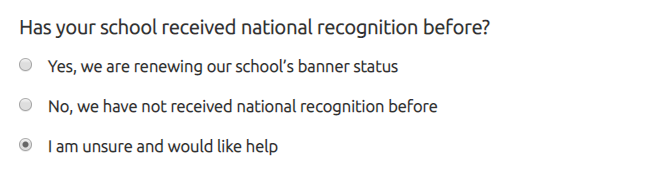 Has your school received national recognition before?
Yes, we are renewing our school’s banner status
No, we have not received national recognition before
I am unsure and would like help